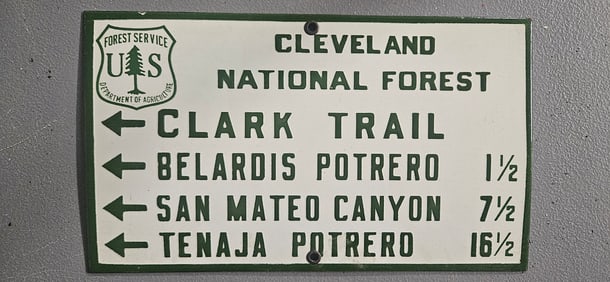 FOREST SERVICE
U S
DEPARTMENT OF AGRICULTURE
CLEVELAND
NATIONAL FOREST
← CLARK TRAIL
← BELARDIS POTRERO 1½
← SAN MATEO CANYON 7½
← TENAJA POTRERO 16½